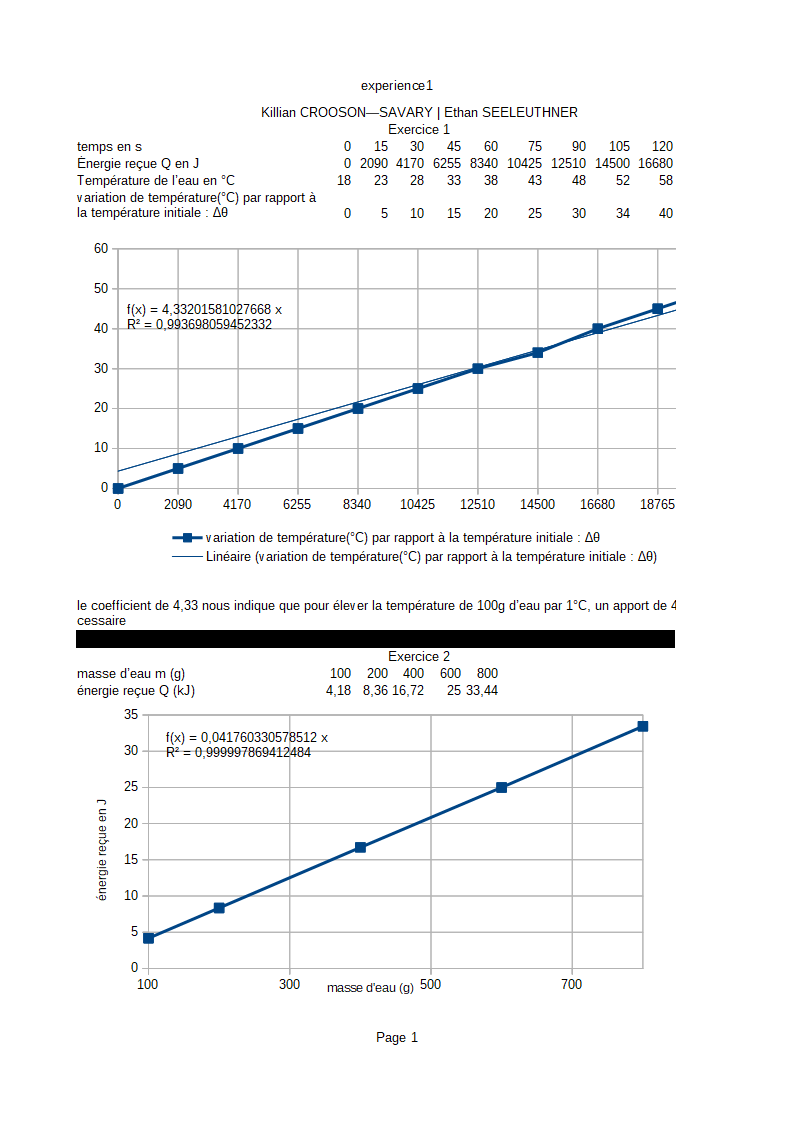 experience1
Killian CROOSON—SAVARY | Ethan SEELEUTHNER
Exercice 1
temps en s 0 15 30 45 60 75 90 105 120
Énergie reçue Q en J 0 2090 4170 6255 8340 10425 12510 14500 16680
Température de l'eau en °C 18 23 28 33 38 43 48 52 58
variation de température(°C) par rapport à
la température initiale : Δθ 0 5 10 15 20 25 30 34 40
60
50
f(x) = 4,33201581027668 x
R² = 0,993698059452332
40
30
20
10
0
0 2090 4170 6255 8340 10425 12510 14500 16680 18765
variation de température(°C) par rapport à la température initiale : Δθ
Linéaire (variation de température(°C) par rapport à la température initiale : Δθ)
le coefficient de 4,33 nous indique que pour élever la température de 100g d'eau par 1°C, un apport de 4
cessaire
Exercice 2
masse d'eau m (g) 100 200 400 600 800
énergie reçue Q (kJ) 4,18 8,36 16,72 25 33,44
35
f(x) = 0,041760330578512 x
30
R² = 0,999997869412484
25
20
15
10
5
0
énergie reçue en J
100 300 500 700
masse d'eau (g)
Page 1